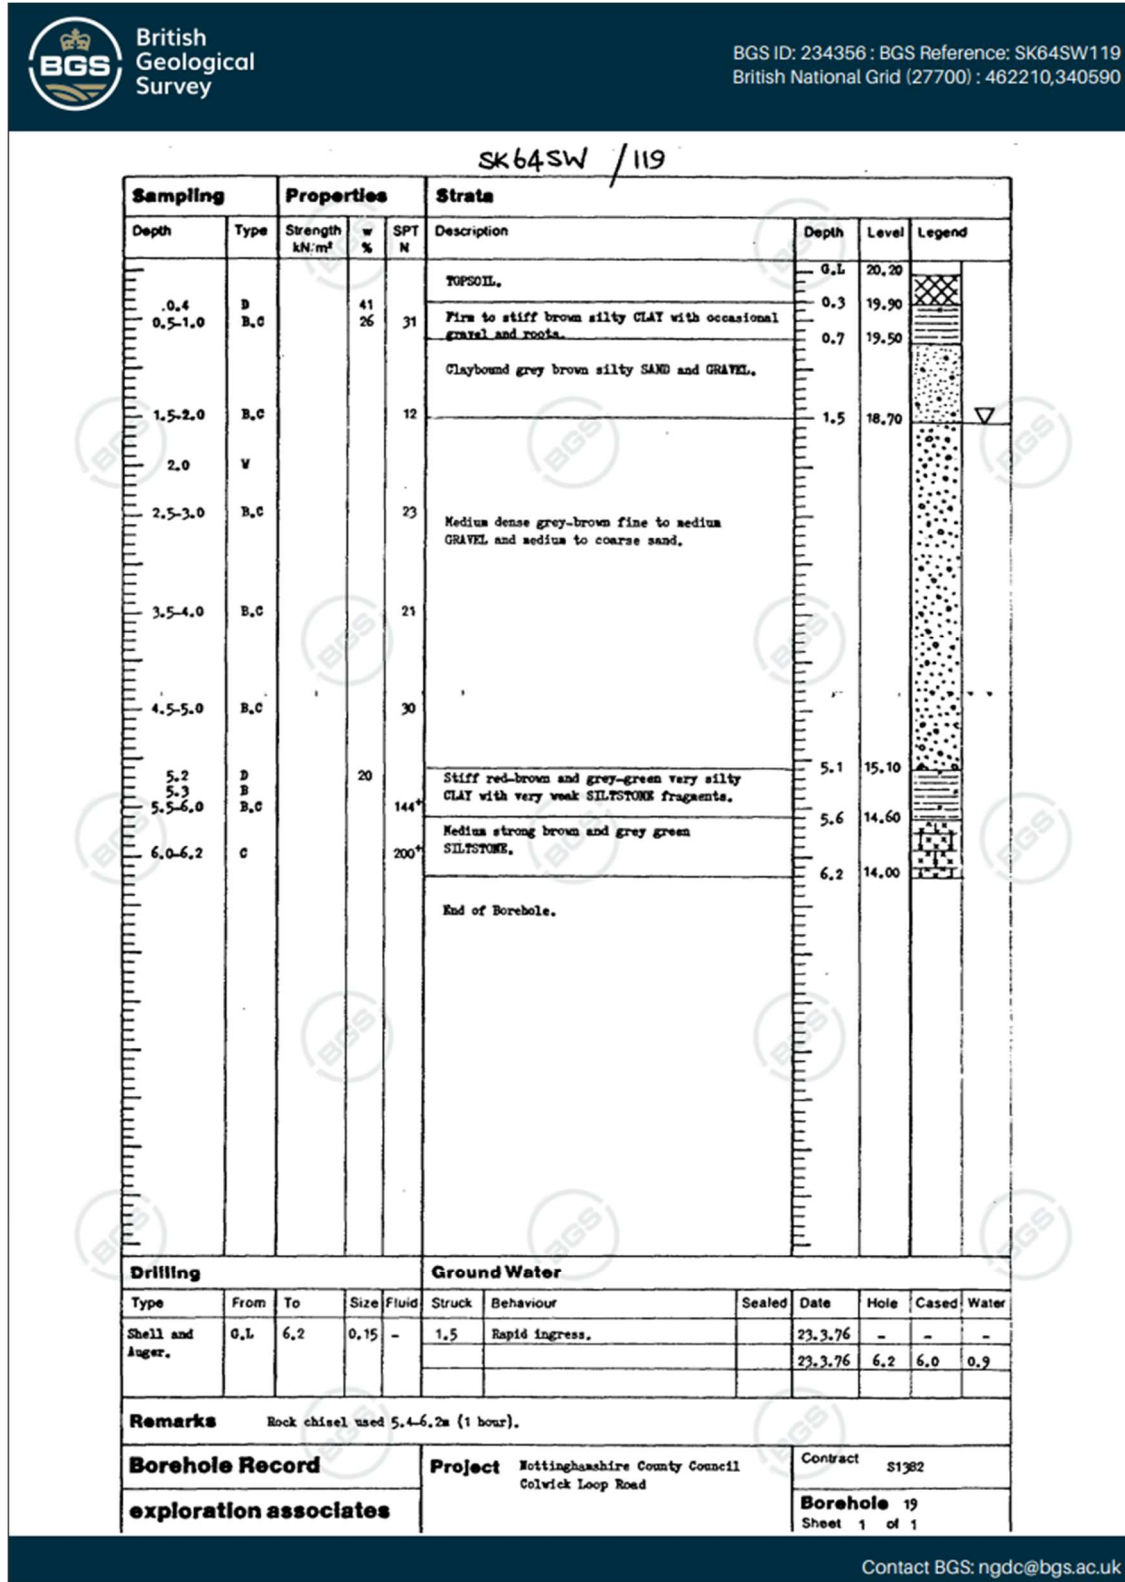 British
Geological
Survey
BGS
BGS ID: 234356 : BGS Reference: SK64SW119
British National Grid (27700) : 462210,340590
SK64SW /119
Sampling Properties Strata
Depth Type Strength kN/m² w % SPT N Description Depth Level Legend
G.L 20.20
TOPSOIL.
.0.4 D 41 0.3 19.90
0.5-1.0 B.C 26 31 Firm to stiff brown silty CLAY with occasional
gravel and roots. 0.7 19.50
Claybound grey brown silty SAND and GRAVEL.
1.5-2.0 B.C 12 1.5 18.70
2.0 W
2.5-3.0 B.C 23 Medium dense grey-brown fine to medium
GRAVEL and medium to coarse sand.
3.5-4.0 B.C 21
4.5-5.0 B.C 30
5.1 15.10
5.2 D 20 Stiff red-brown and grey-green very silty
5.3 B CLAY with very weak SILTSTONE fragments.
5.5-6.0 B.C 144+ 5.6 14.60
Medium strong brown and grey green
6.0-6.2 C 200+ SILTSTONE.
6.2 14.00
End of Borehole.
Drilling Ground Water
Type From To Size Fluid Struck Behaviour Sealed Date Hole Cased Water
Shell and G.L 6.2 0.15 - 1.5 Rapid ingress. 23.3.76 - - -
Auger. 23.3.76 6.2 6.0 0.9
Remarks Rock chisel used 5.4-6.2m (1 hour).
Borehole Record Project Nottinghamshire County Council Contract S1382
Colwick Loop Road
exploration associates Borehole 19
Sheet 1 of 1
Contact BGS: ngdc@bgs.ac.uk